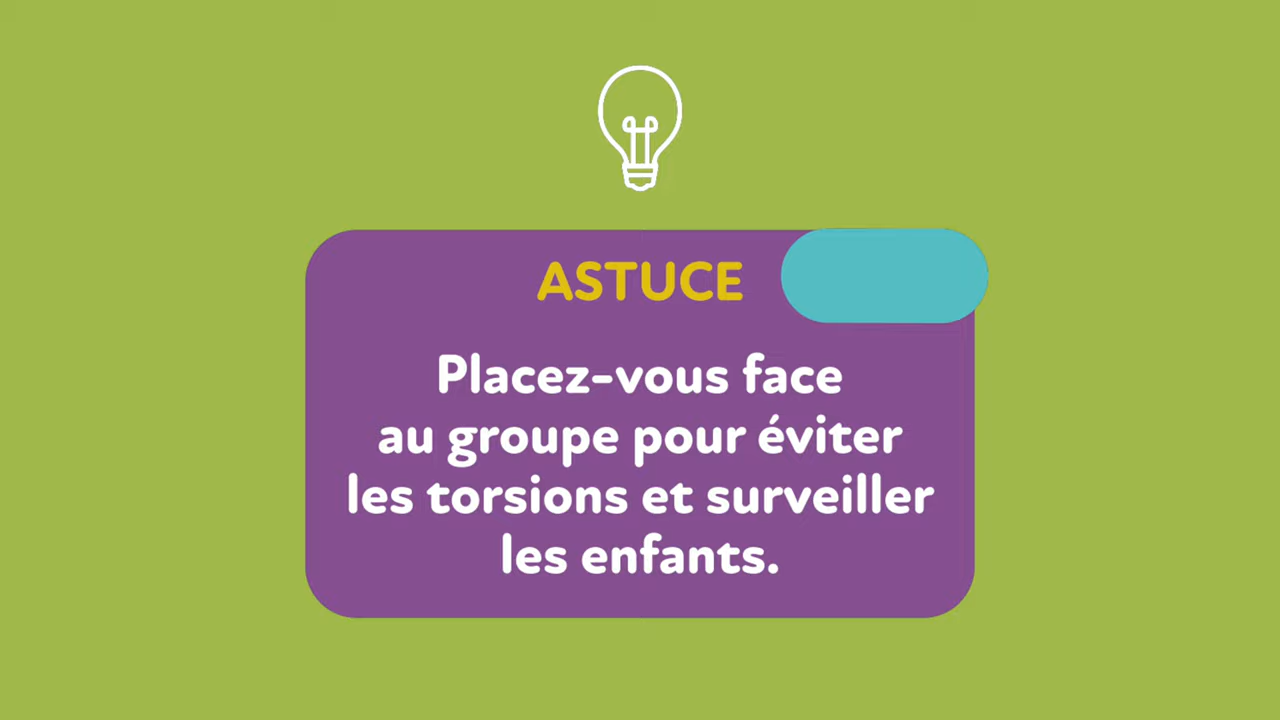 ASTUCE
Placez-vous face
au groupe pour éviter
les torsions et surveiller
les enfants.